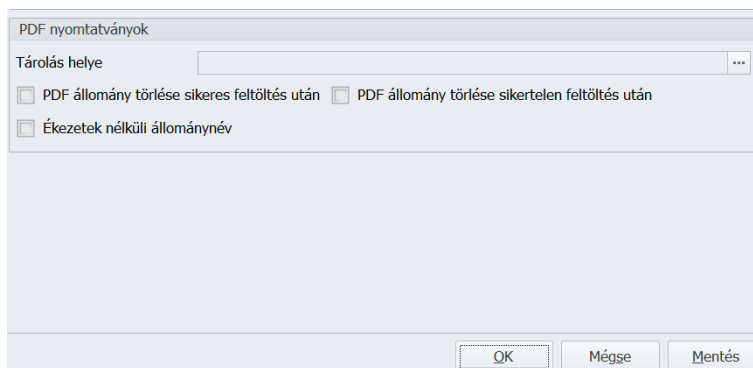 PDF nyomtatványok
Tárolás helye ...
PDF állomány törlése sikeres feltöltés után PDF állomány törlése sikertelen feltöltés után
Ékezetek nélküli állománynév
OK Mégse Mentés